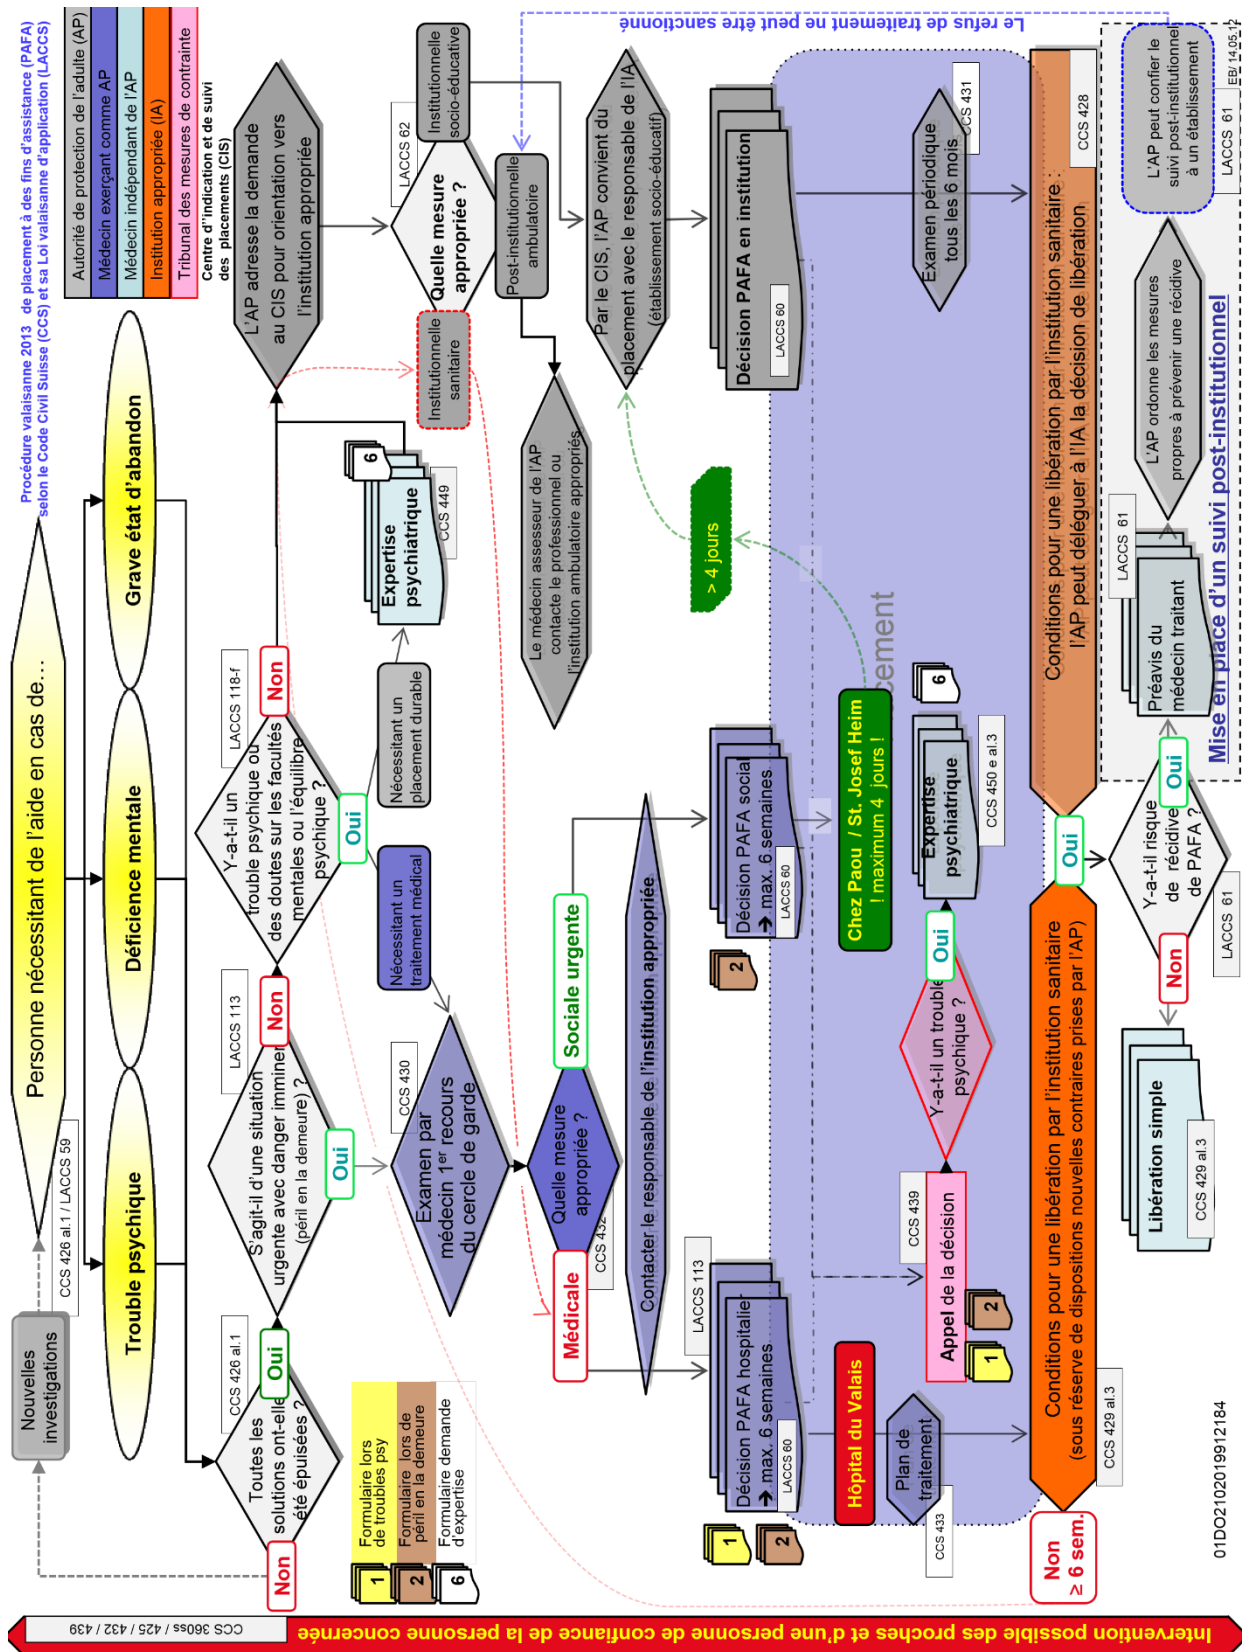 Procédure valaisanne 2013 de placement à des fins d'assistance (PAFA)
selon le Code Civil Suisse (CCS) et sa Loi valaisanne d'application (LACCS)
Autorité de protection de l'adulte (AP)
Médecin exerçant comme AP
Médecin indépendant de l'AP
Institution appropriée (IA)
Tribunal des mesures de contrainte
Centre d''indication et de suivi
des placements (CIS)
Nouvelles
investigations
Personne nécessitant de l'aide en cas de…
CCS 426 al.1 / LACCS 59
Trouble psychique
Déficience mentale
Grave état d'abandon
CCS 426 al.1
Toutes les
solutions ont-elle
été épuisées ?
Oui
Non
LACCS 113
S'agit-il d'une situation
urgente avec danger imminer
(péril en la demeure) ?
Non
Oui
LACCS 118-f
Y-a-t-il un
trouble psychique ou
des doutes sur les facultés
mentales ou l'équilibre
psychique ?
Non
Oui
L'AP adresse la demande
au CIS pour orientation vers
l'institution appropriée
Formulaire lors
de troubles psy
Formulaire lors de
péril en la demeure
Formulaire demande
d'expertise
1
2
6
Nécessitant un
traitement médical
Nécessitant un
placement durable
6
Expertise
psychiatrique
CCS 449
LACCS 62
Quelle mesure
appropriée ?
Institutionnelle
sanitaire
Institutionnelle
socio-éducative
Post-institutionnelle
ambulatoire
CCS 430
Examen par
médecin 1er recours
du cercle de garde
Médicale
Quelle mesure
appropriée ?
CCS 432
Sociale urgente
Le médecin assesseur de l'AP
contacte le professionnel ou
l'institution ambulatoire appropriés
Par le CIS, l'AP convient du
placement avec le responsable de l'IA
(établissement socio-éducatif)
Contacter le responsable de l'institution appropriée
LACCS 113
1
2
Décision PAFA hospitalier
→ max. 6 semaines
LACCS 60
2
Décision PAFA social
→ max. 6 semaines
LACCS 60
> 4 jours
Décision PAFA en institution
LACCS 60
Hôpital du Valais
Plan de
traitement
CCS 433
Chez Paou / St. Josef Heim
! maximum 4 jours !
cement
CCS 439
Appel de la décision
1
2
Y-a-t-il un trouble
psychique ?
Oui
Expertise
psychiatrique
6
CCS 450 e al.3
Examen périodique
tous les 6 mois
CCS 431
Le refus de traitement ne peut être sanctionné
Non
≥ 6 sem.
Conditions pour une libération par l'institution sanitaire
(sous réserve de dispositions nouvelles contraires prises par l'AP)
CCS 429 al.3
Oui
Conditions pour une libération par l'institution sanitaire :
l'AP peut déléguer à l'IA la décision de libération
CCS 428
Libération simple
CCS 429 al.3
Non
Y-a-t-il risque
de récidive
de PAFA ?
LACCS 61
Oui
Préavis du
médecin traitant
LACCS 61
L'AP ordonne les mesures
propres à prévenir une récidive
L'AP peut confier le
suivi post-institutionnel
à un établissement
LACCS 61
Mise en place d'un suivi post-institutionnel
EB/ 14.05.12
01DO2102019912184
Intervention possible des proches et d'une personne de confiance de la personne concernée
CCS 360ss / 425 / 432 / 439